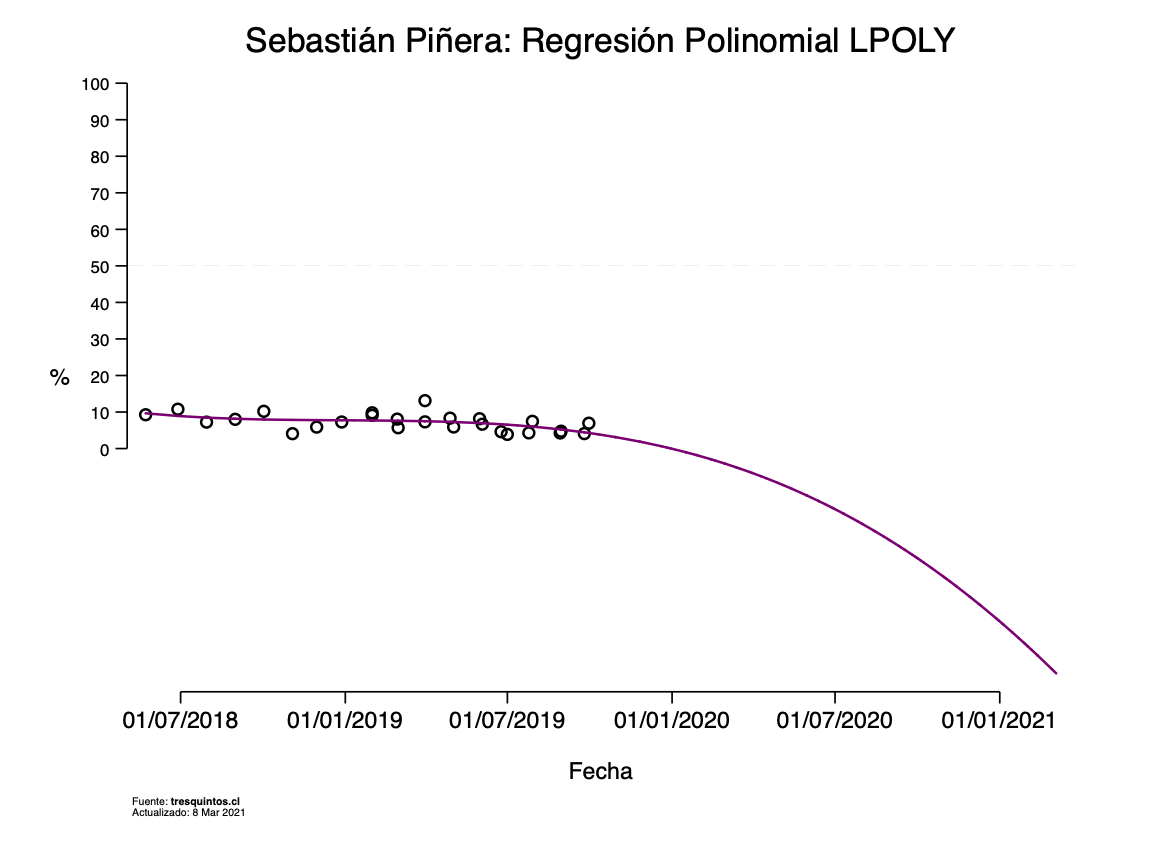 Sebastián Piñera: Regresión Polinomial LPOLY
100
90
80
70
60
50
40
30
20
10
0
%
01/07/2018 01/01/2019 01/07/2019 01/01/2020 01/07/2020 01/01/2021
Fecha
Fuente: tresquintos.cl
Actualizado: 8 Mar 2021